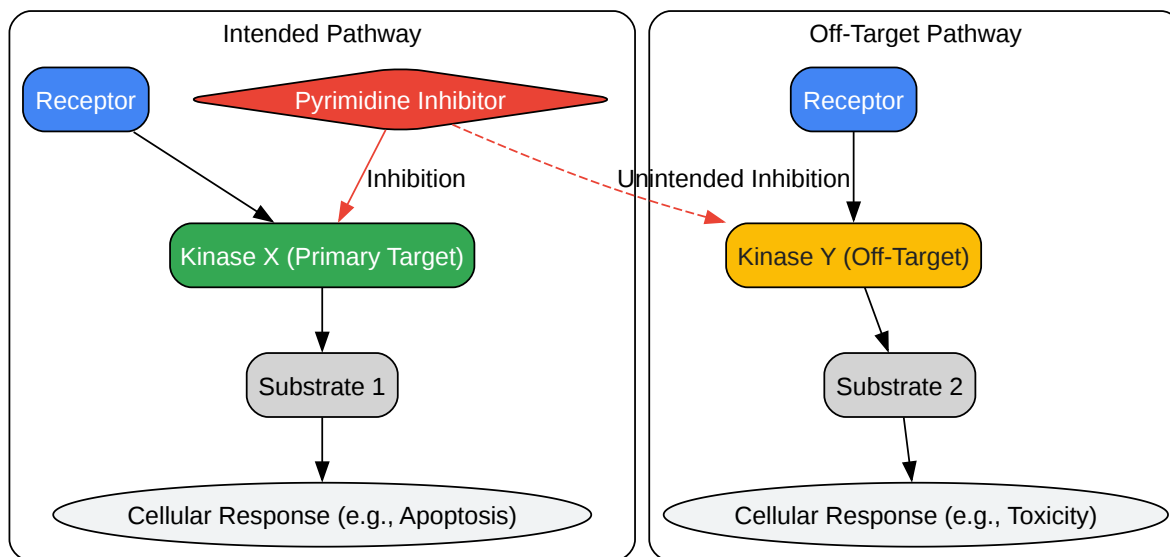 Intended Pathway
Off-Target Pathway
Receptor
Pyrimidine Inhibitor
Receptor
Inhibition
Unintended Inhibition
Kinase X (Primary Target)
Kinase Y (Off-Target)
Substrate 1
Substrate 2
Cellular Response (e.g., Apoptosis)
Cellular Response (e.g., Toxicity)